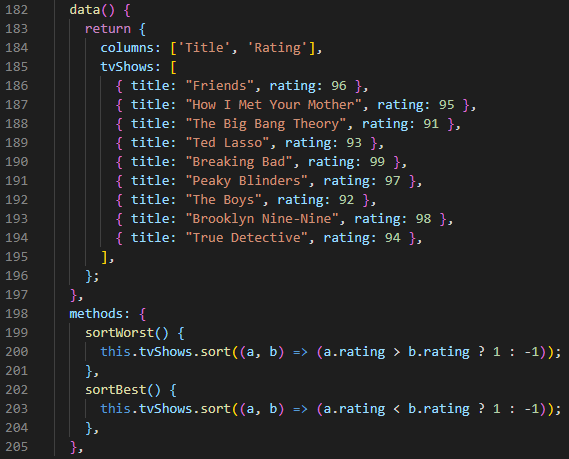 182 data() {
183 return {
184 columns: ['Title', 'Rating'],
185 tvShows: [
186 { title: "Friends", rating: 96 },
187 { title: "How I Met Your Mother", rating: 95 },
188 { title: "The Big Bang Theory", rating: 91 },
189 { title: "Ted Lasso", rating: 93 },
190 { title: "Breaking Bad", rating: 99 },
191 { title: "Peaky Blinders", rating: 97 },
192 { title: "The Boys", rating: 92 },
193 { title: "Brooklyn Nine-Nine", rating: 98 },
194 { title: "True Detective", rating: 94 },
195 ],
196 };
197 },
198 methods: {
199 sortWorst() {
200 this.tvShows.sort((a, b) => (a.rating > b.rating ? 1 : -1));
201 },
202 sortBest() {
203 this.tvShows.sort((a, b) => (a.rating < b.rating ? 1 : -1));
204 },
205 },